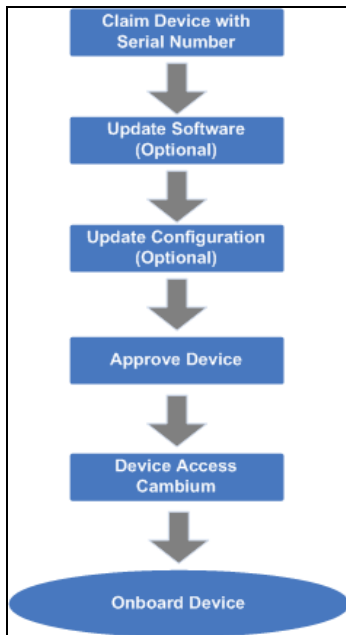 Claim Device with
Serial Number
Update Software
(Optional)
Update Configuration
(Optional)
Approve Device
Device Access
Cambium
Onboard Device